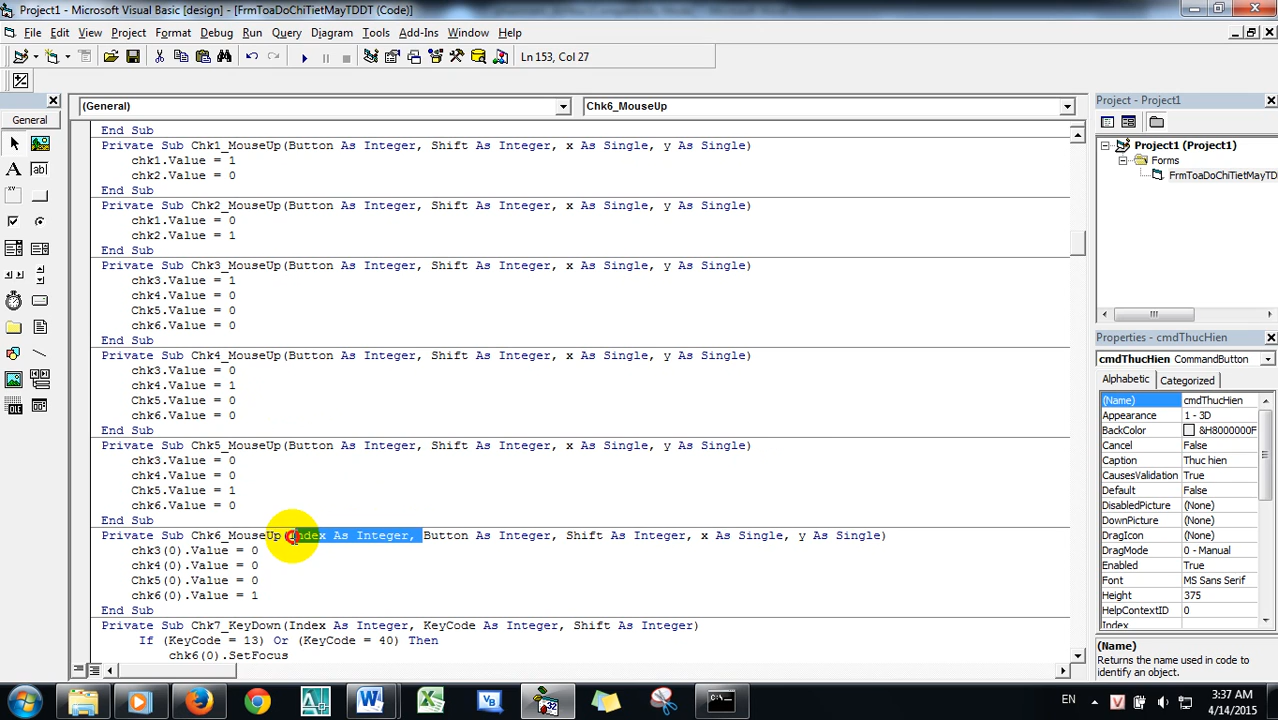 Project1 - Microsoft Visual Basic [design] - [FrmToaDoChiTietMayTDDT (Code)]
File Edit View Project Format Debug Run Query Diagram Tools Add-Ins Window Help
Ln 153, Col 27
General
(General)
Chk6_MouseUp
End Sub
Private Sub Chk1_MouseUp(Button As Integer, Shift As Integer, x As Single, y As Single)
chk1.Value = 1
chk2.Value = 0
End Sub
Private Sub Chk2_MouseUp(Button As Integer, Shift As Integer, x As Single, y As Single)
chk1.Value = 0
chk2.Value = 1
End Sub
Private Sub Chk3_MouseUp(Button As Integer, Shift As Integer, x As Single, y As Single)
chk3.Value = 1
chk4.Value = 0
Chk5.Value = 0
chk6.Value = 0
End Sub
Private Sub Chk4_MouseUp(Button As Integer, Shift As Integer, x As Single, y As Single)
chk3.Value = 0
chk4.Value = 1
Chk5.Value = 0
chk6.Value = 0
End Sub
Private Sub Chk5_MouseUp(Button As Integer, Shift As Integer, x As Single, y As Single)
chk3.Value = 0
chk4.Value = 0
Chk5.Value = 1
chk6.Value = 0
End Sub
Private Sub Chk6_MouseUp(Index As Integer, Button As Integer, Shift As Integer, x As Single, y As Single)
chk3(0).Value = 0
chk4(0).Value = 0
Chk5(0).Value = 0
chk6(0).Value = 1
End Sub
Private Sub Chk7_KeyDown(Index As Integer, KeyCode As Integer, Shift As Integer)
If (KeyCode = 13) Or (KeyCode = 40) Then
chk6(0).SetFocus
Project - Project1
Project1 (Project1)
Forms
FrmToaDoChiTietMayTDD
Properties - cmdThucHien
cmdThucHien CommandButton
Alphabetic Categorized
(Name) cmdThucHien
Appearance 1 - 3D
BackColor &H8000000F
Cancel False
Caption Thuc hien
CausesValidation True
Default False
DisabledPicture (None)
DownPicture (None)
DragIcon (None)
DragMode 0 - Manual
Enabled True
Font MS Sans Serif
Height 375
HelpContextID 0
Index
(Name)
Returns the name used in code to
identify an object.
EN
3:37 AM
4/14/2015